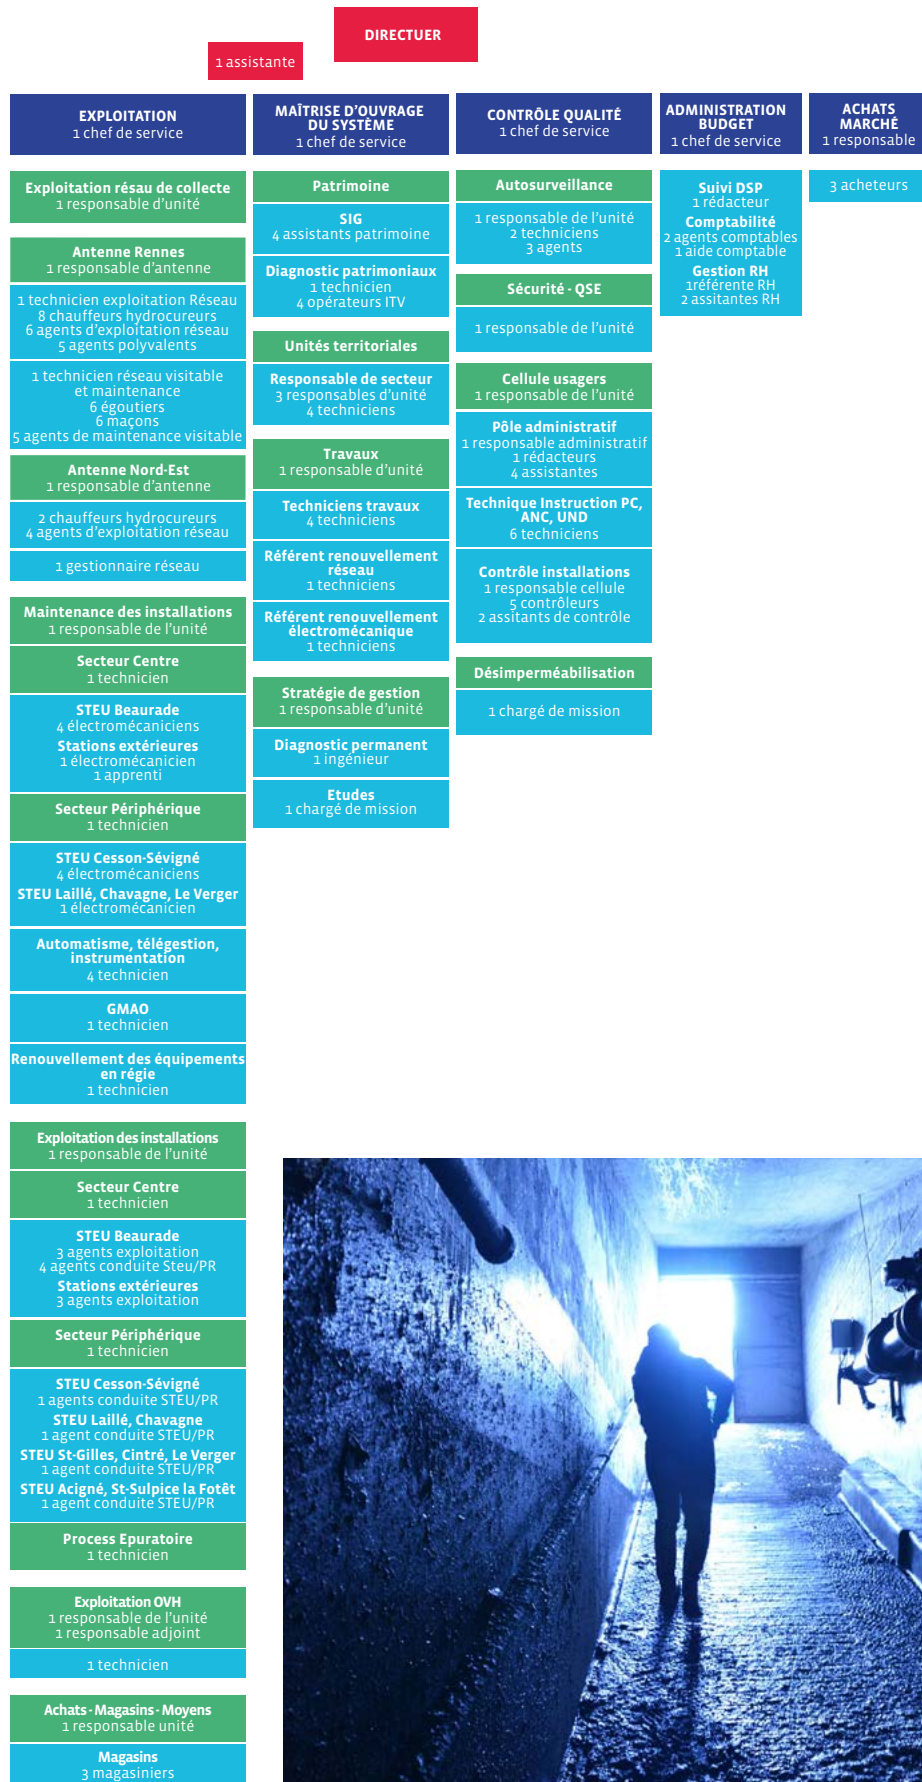 DIRECTUER
1 assistante
EXPLOITATION
1 chef de service
Exploitation résau de collecte
1 responsable d'unité
Antenne Rennes
1 responsable d'antenne
1 technicien exploitation Réseau
8 chauffeurs hydrocureurs
6 agents d'exploitation réseau
5 agents polyvalents
1 technicien réseau visitable
et maintenance
6 égoutiers
6 maçons
5 agents de maintenance visitable
Antenne Nord-Est
1 responsable d'antenne
2 chauffeurs hydrocureurs
4 agents d'exploitation réseau
1 gestionnaire réseau
Maintenance des installations
1 responsable de l'unité
Secteur Centre
1 technicien
STEU Beaurade
4 électromécaniciens
Stations extérieures
1 électromécanicien
1 apprenti
Secteur Périphérique
1 technicien
STEU Cesson-Sévigné
4 électromécaniciens
STEU Laillé, Chavagne, Le Verger
1 électromécanicien
Automatisme, télégestion,
instrumentation
4 technicien
GMAO
1 technicien
Renouvellement des équipements
en régie
1 technicien
Exploitation des installations
1 responsable de l'unité
Secteur Centre
1 technicien
STEU Beaurade
3 agents exploitation
4 agents conduite Steu/PR
Stations extérieures
3 agents exploitation
Secteur Périphérique
1 technicien
STEU Cesson-Sévigné
1 agents conduite STEU/PR
STEU Laillé, Chavagne
1 agent conduite STEU/PR
STEU St-Gilles, Cintré, Le Verger
1 agent conduite STEU/PR
STEU Acigné, St-Sulpice la Fotêt
1 agent conduite STEU/PR
Process Epuratoire
1 technicien
Exploitation OVH
1 responsable de l'unité
1 responsable adjoint
1 technicien
Achats - Magasins - Moyens
1 responsable unité
Magasins
3 magasiniers
MAÎTRISE D'OUVRAGE
DU SYSTÈME
1 chef de service
Patrimoine
SIG
4 assistants patrimoine
Diagnostic patrimoniaux
1 technicien
4 opérateurs ITV
Unités territoriales
Responsable de secteur
3 responsables d'unité
4 techniciens
Travaux
1 responsable d'unité
Techniciens travaux
4 techniciens
Référent renouvellement
réseau
1 techniciens
Référent renouvellement
électromécanique
1 techniciens
Stratégie de gestion
1 responsable d'unité
Diagnostic permanent
1 ingénieur
Etudes
1 chargé de mission
CONTRÔLE QUALITÉ
1 chef de service
Autosurveillance
1 responsable de l'unité
2 techniciens
3 agents
Sécurité - QSE
1 responsable de l'unité
Cellule usagers
1 responsable de l'unité
Pôle administratif
1 responsable administratif
1 rédacteurs
4 assistantes
Technique Instruction PC,
ANC, UND
6 techniciens
Contrôle installations
1 responsable cellule
5 contrôleurs
2 assitants de contrôle
Désimperméabilisation
1 chargé de mission
ADMINISTRATION
BUDGET
1 chef de service
Suivi DSP
1 rédacteur
Comptabilité
2 agents comptables
1 aide comptable
Gestion RH
1référente RH
2 assitantes RH
ACHATS
MARCHÉ
1 responsable
3 acheteurs